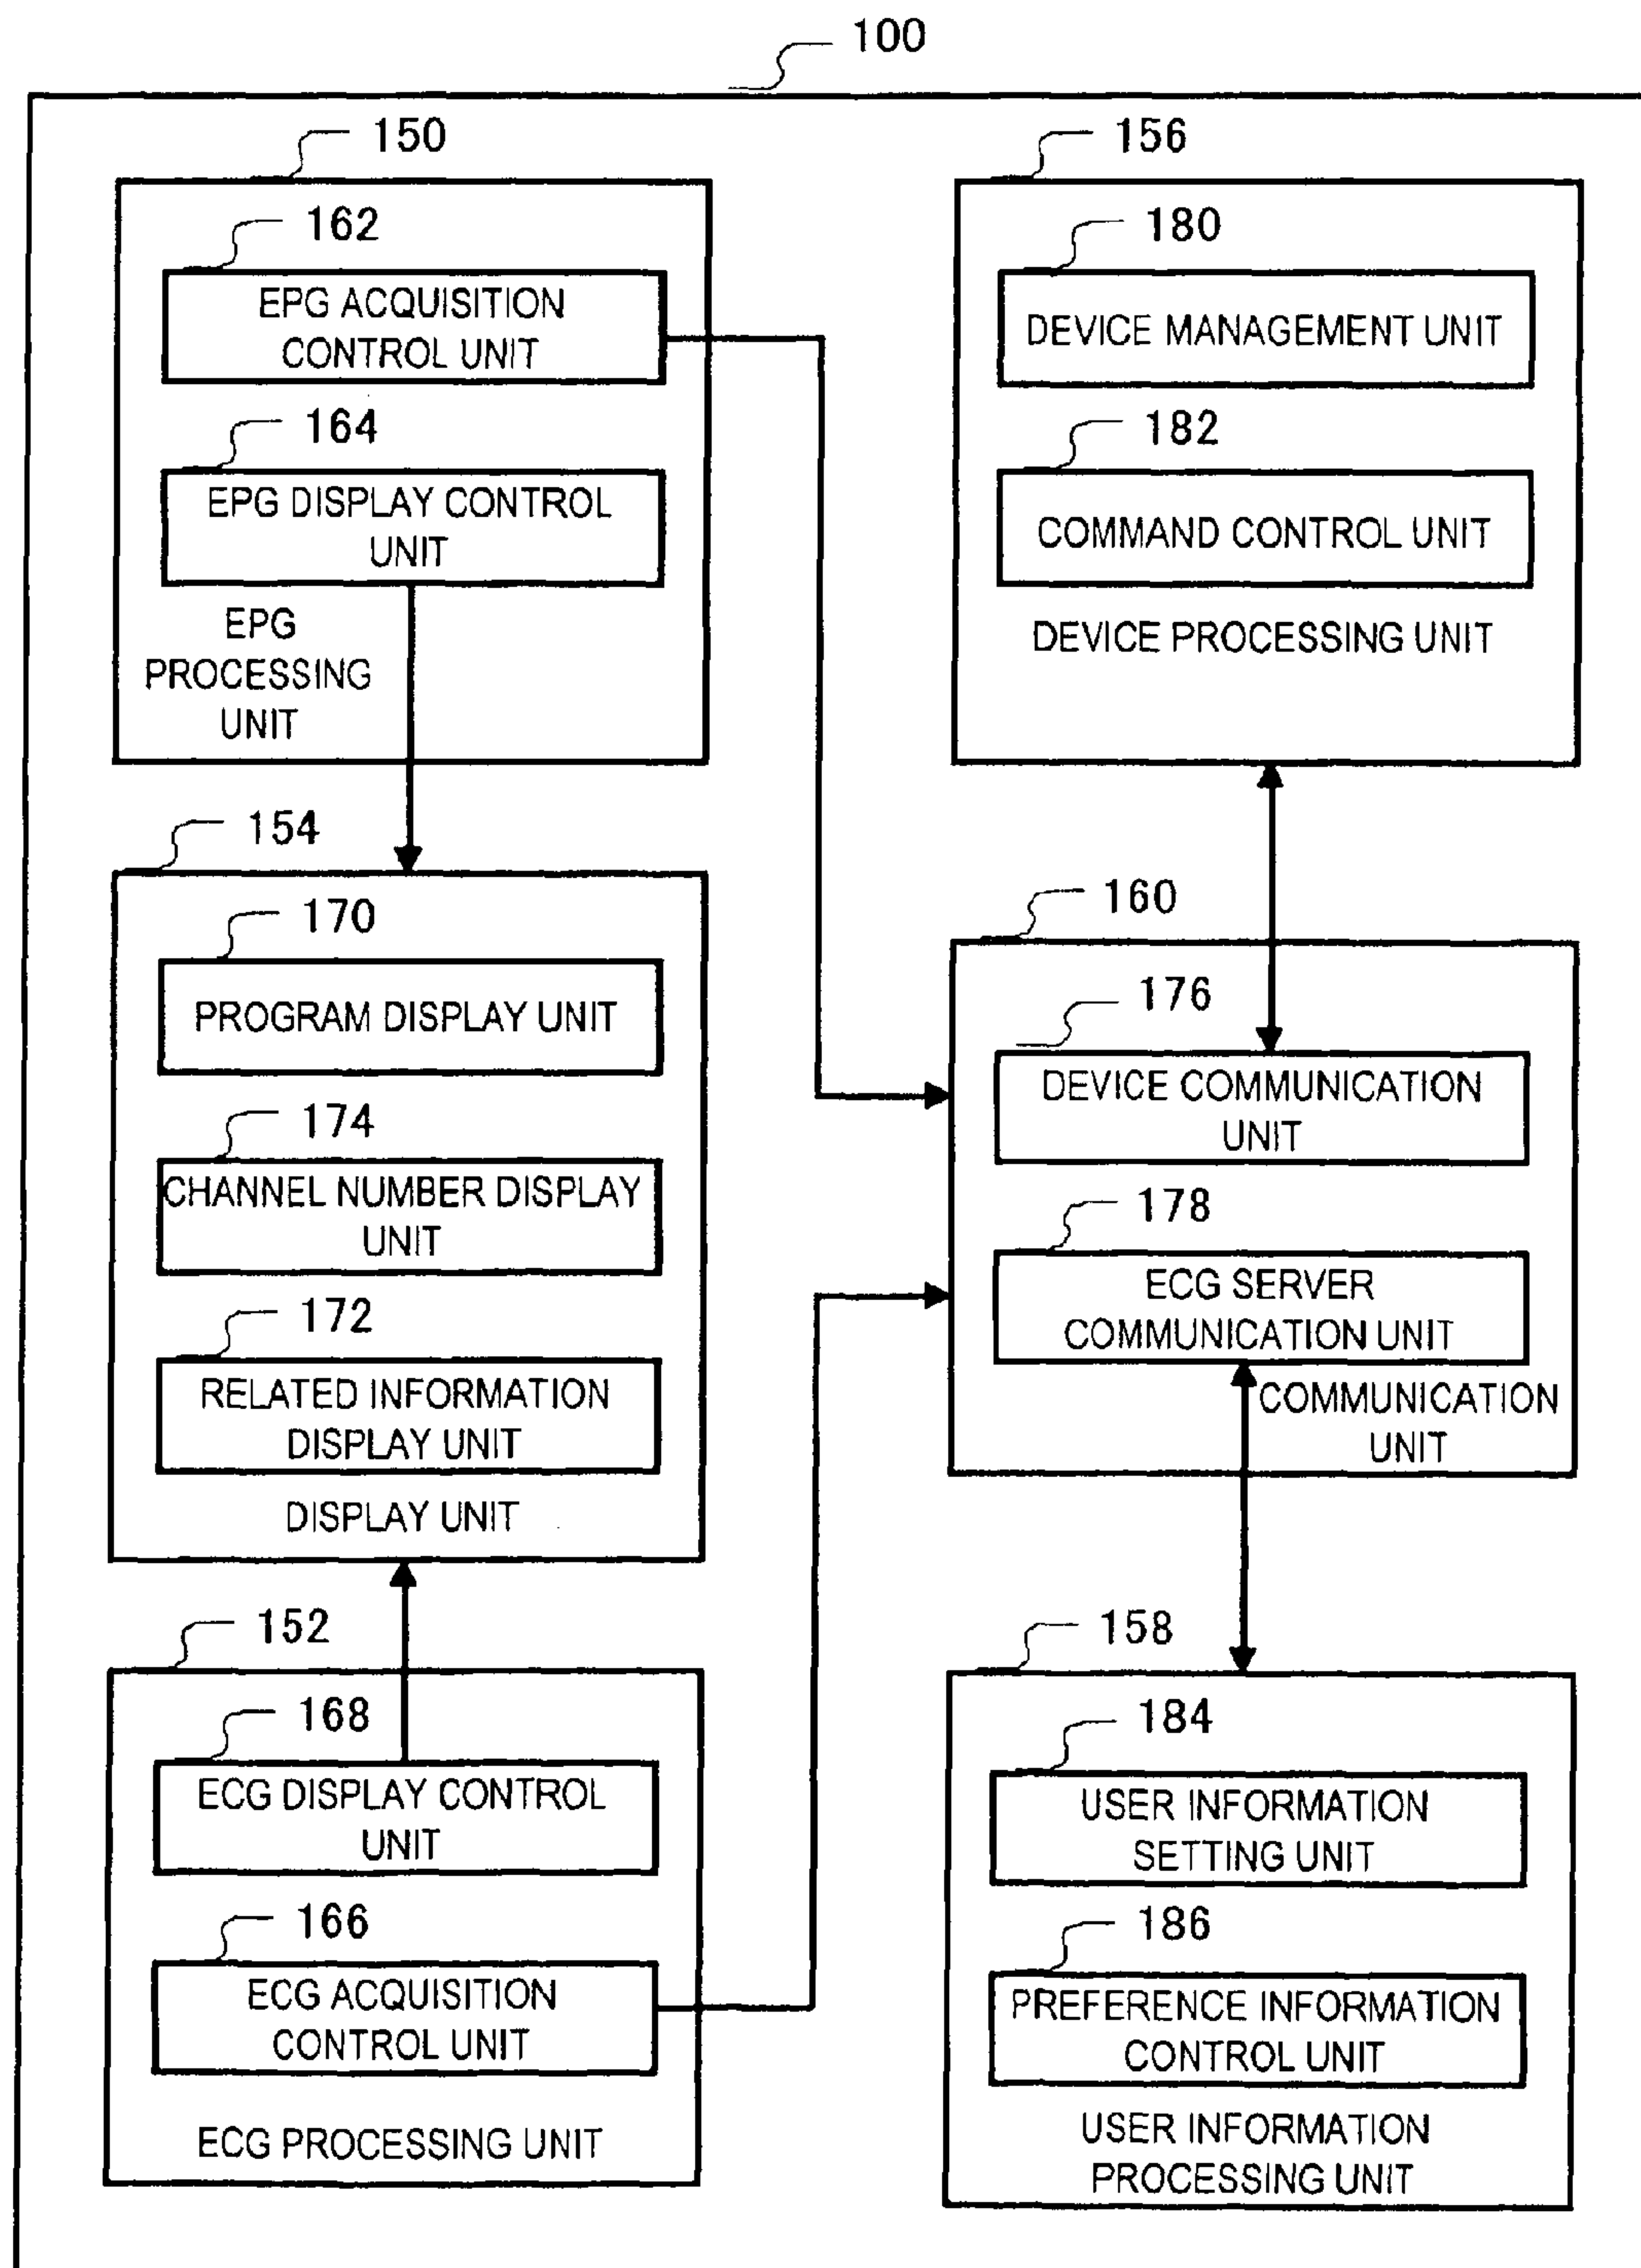 100
150
162
EPG ACQUISITION
CONTROL UNIT
164
EPG DISPLAY CONTROL
UNIT
EPG
PROCESSING
UNIT
156
180
DEVICE MANAGEMENT UNIT
182
COMMAND CONTROL UNIT
DEVICE PROCESSING UNIT
154
170
PROGRAM DISPLAY UNIT
174
CHANNEL NUMBER DISPLAY
UNIT
172
RELATED INFORMATION
DISPLAY UNIT
DISPLAY UNIT
160
176
DEVICE COMMUNICATION
UNIT
178
ECG SERVER
COMMUNICATION UNIT
COMMUNICATION
UNIT
152
168
ECG DISPLAY CONTROL
UNIT
166
ECG ACQUISITION
CONTROL UNIT
ECG PROCESSING UNIT
158
184
USER INFORMATION
SETTING UNIT
186
PREFERENCE INFORMATION
CONTROL UNIT
USER INFORMATION
PROCESSING UNIT